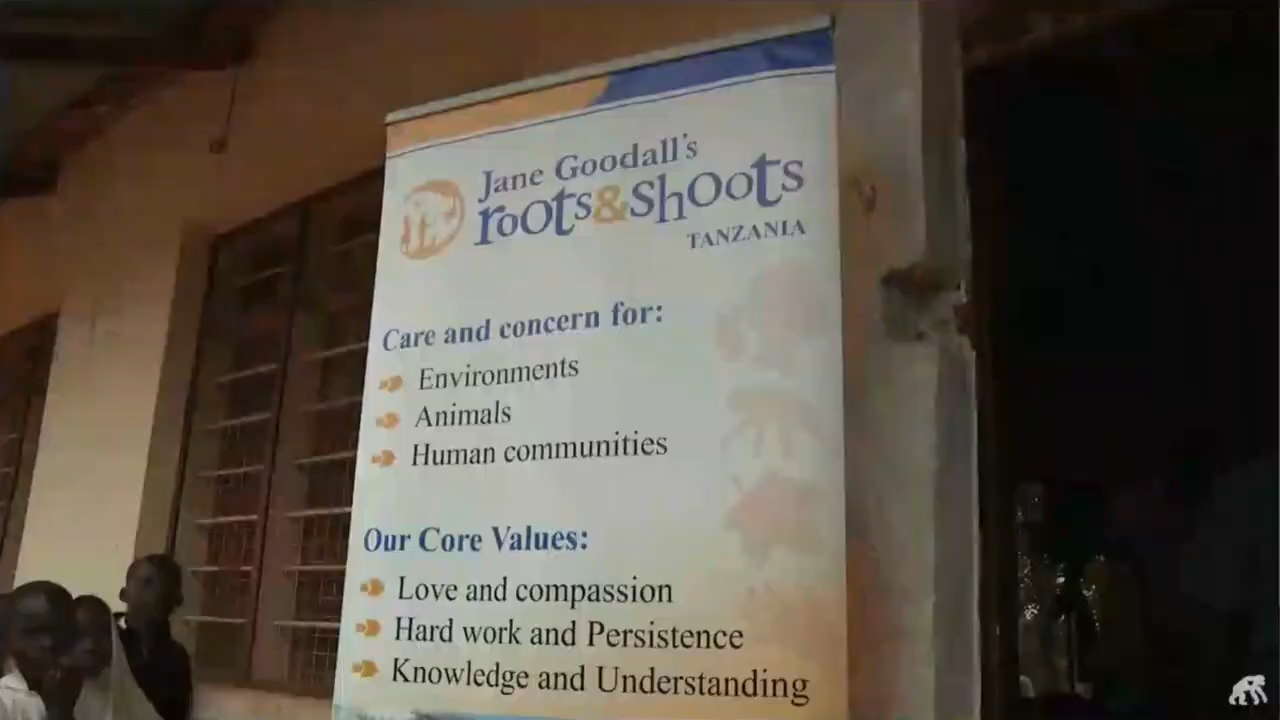 Jane Goodall's
roots&shoots
TANZANIA
Care and concern for:
Environments
Animals
Human communities
Our Core Values:
Love and compassion
Hard work and Persistence
Knowledge and Understanding